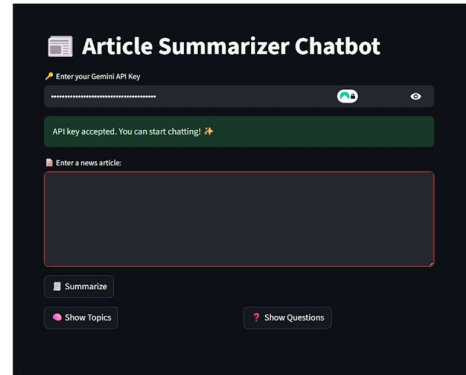 Article Summarizer Chatbot
Enter your Gemini API Key
API key accepted. You can start chatting!
Enter a news article:
Summarize
Show Topics
Show Questions